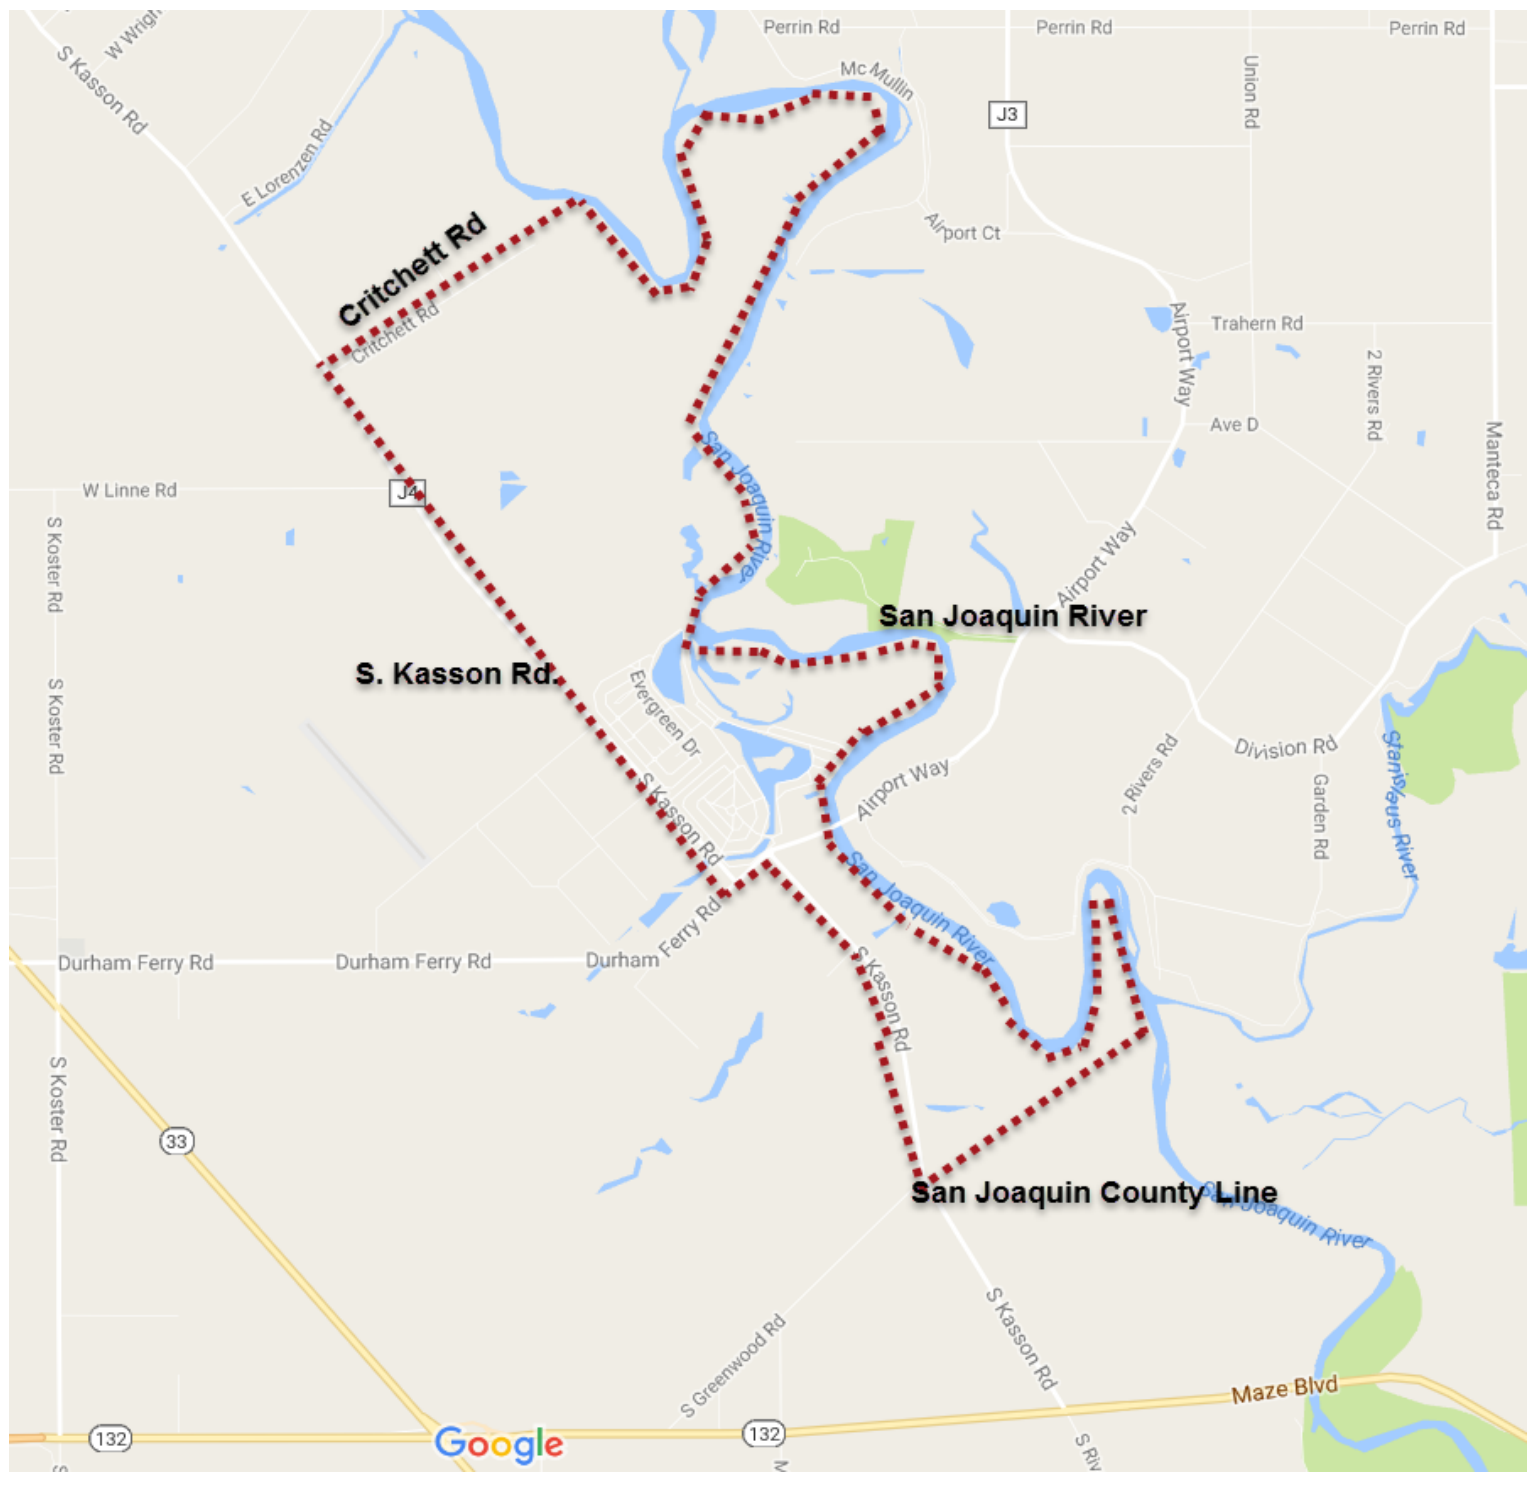 Perrin Rd
Perrin Rd
Perrin Rd
W Wrigh
S Kasson Rd
Mc Mullin
Union Rd
J3
E Lorenzen Rd
Airport Ct
Critchett Rd
Critchett Rd
Airport Way
Trahern Rd
2 Rivers Rd
Ave D
Manteca Rd
San Joaquin River
W Linne Rd
J4
S Koster Rd
Airport Way
San Joaquin River
S. Kasson Rd.
Evergreen Dr
S Koster Rd
Division Rd
Stanislaus River
2 Rivers Rd
Garden Rd
Airport Way
S Kasson Rd
San Joaquin River
Durham Ferry Rd
Durham Ferry Rd
Durham Ferry Rd
S Kasson Rd
S Koster Rd
33
San Joaquin County Line
San Joaquin River
S Kasson Rd
S Greenwood Rd
Maze Blvd
132
Google
132
S Riv
M
S